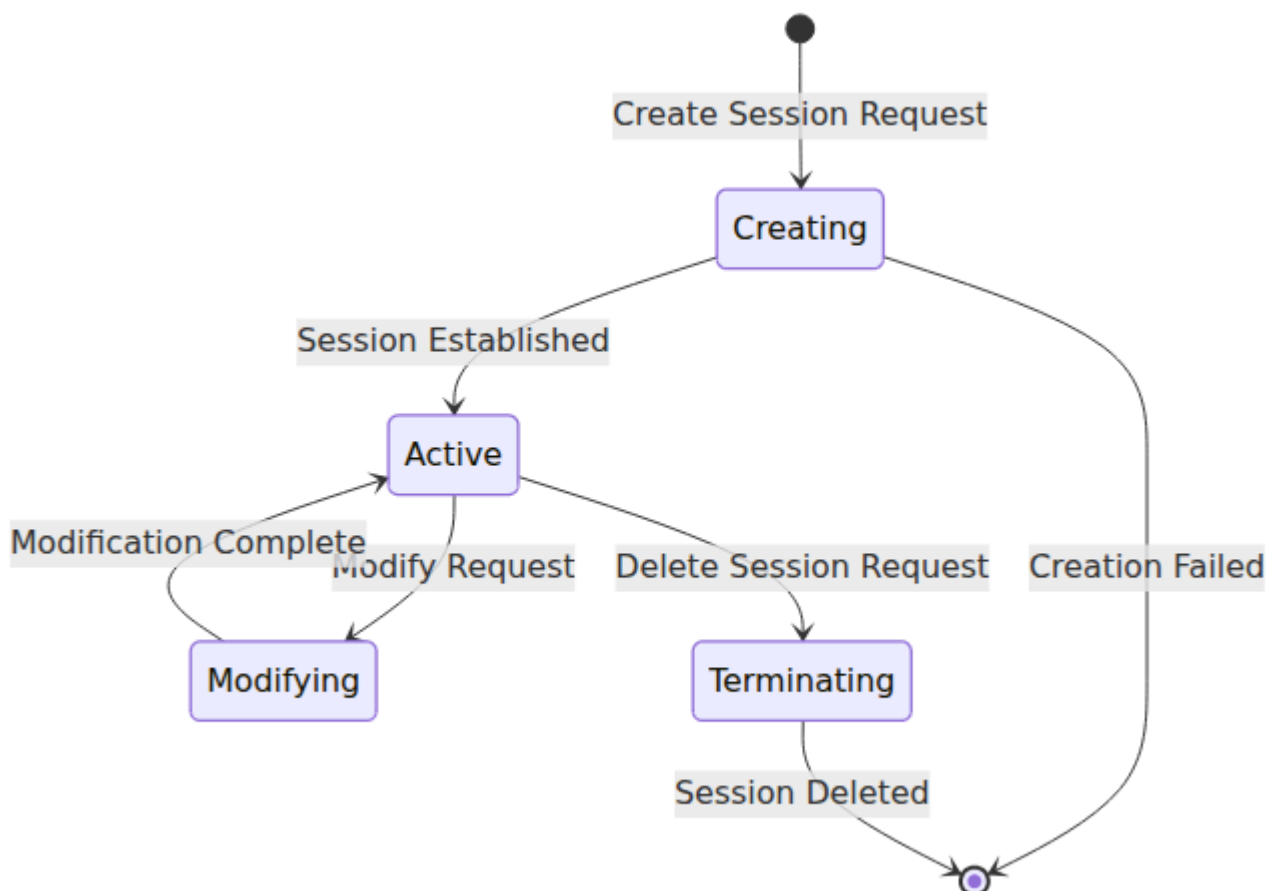 Create Session Request
Creating
Session Established
Active
Modification Complete
Modify Request
Delete Session Request
Creation Failed
Modifying
Terminating
Session Deleted